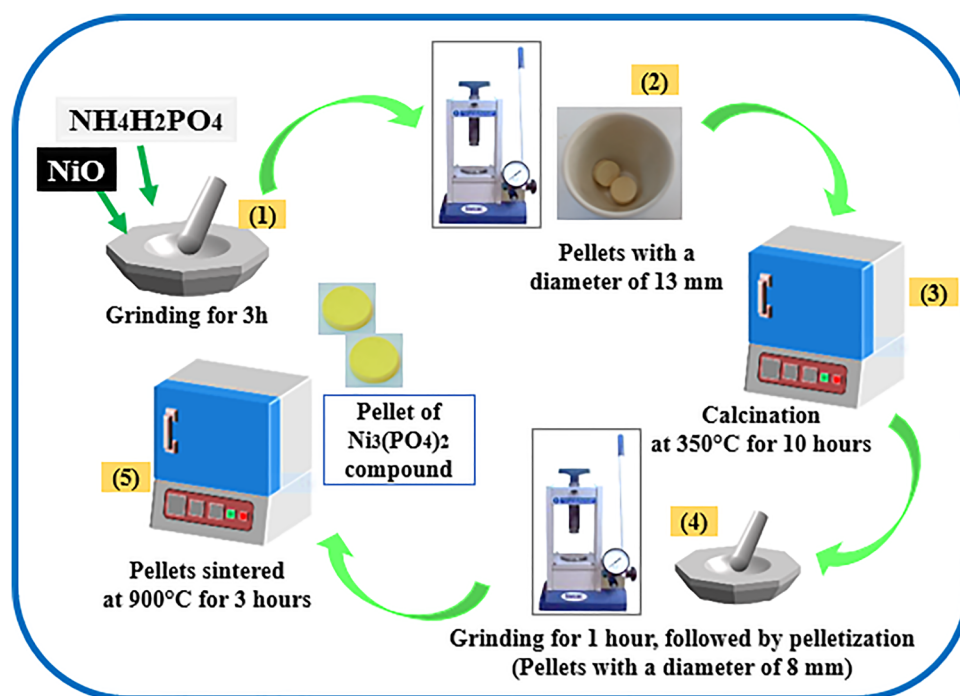 NH4H2PO4
NiO
(1)
Grinding for 3h
(2)
Pellets with a
diameter of 13 mm
(3)
Calcination
at 350°C for 10 hours
(4)
Grinding for 1 hour, followed by pelletization
(Pellets with a diameter of 8 mm)
(5)
Pellets sintered
at 900°C for 3 hours
Pellet of
Ni3(PO4)2
compound